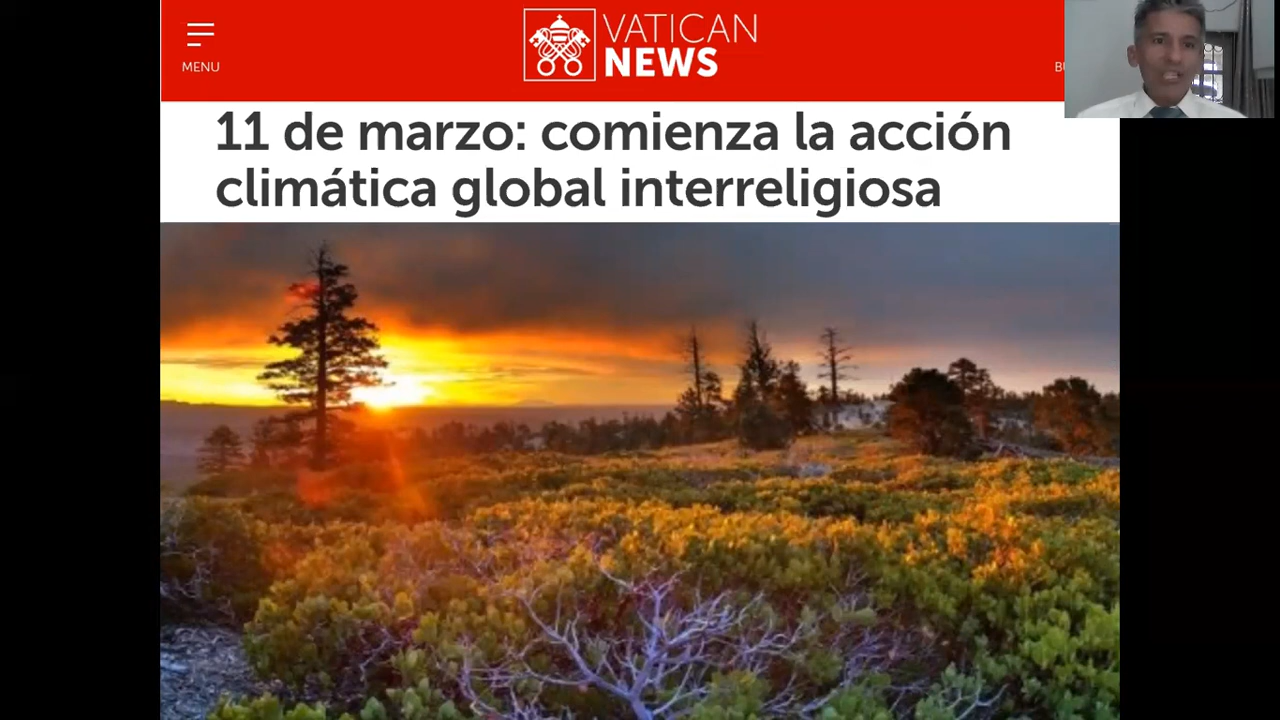 MENU
VATICAN
NEWS
11 de marzo: comienza la acción
climática global interreligiosa